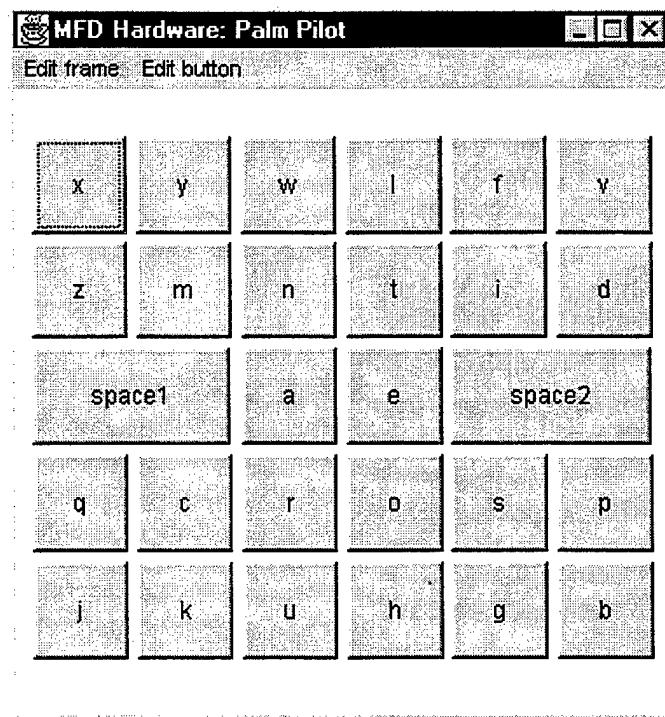 MFD Hardware: Palm Pilot
Edit frame Edit button
x y w l f v
z m n t i d
space1 a e space2
q c r o s p
j k u h g b